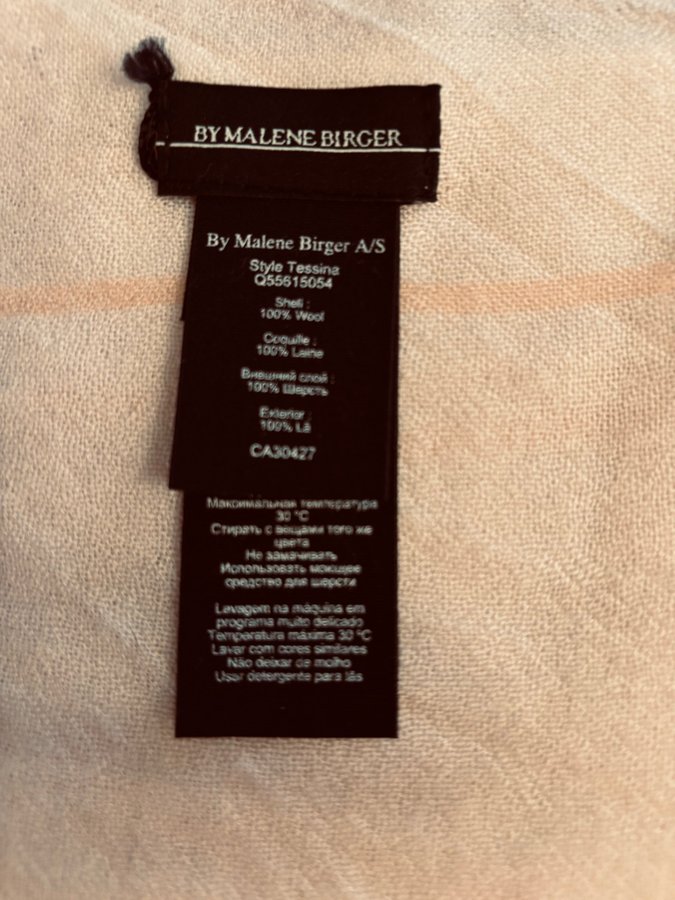 BY MALENE BIRGER
By Malene Birger A/S
Style Tessina
Q55615054
Shell :
100% Wool
Coquille :
100% Laine
Внешний слой :
100% Шерсть
Exterior :
100% Lã
CA30427
Максимальная температура
30 °C
Стирать с вещами того же
цвета
Не замачивать
Использовать моющее
средство для шерсти
Lavagem na máquina em
programa muito delicado
Temperatura máxima 30 °C
Lavar com cores similares
Não deixar de molho
Usar detergente para lãs